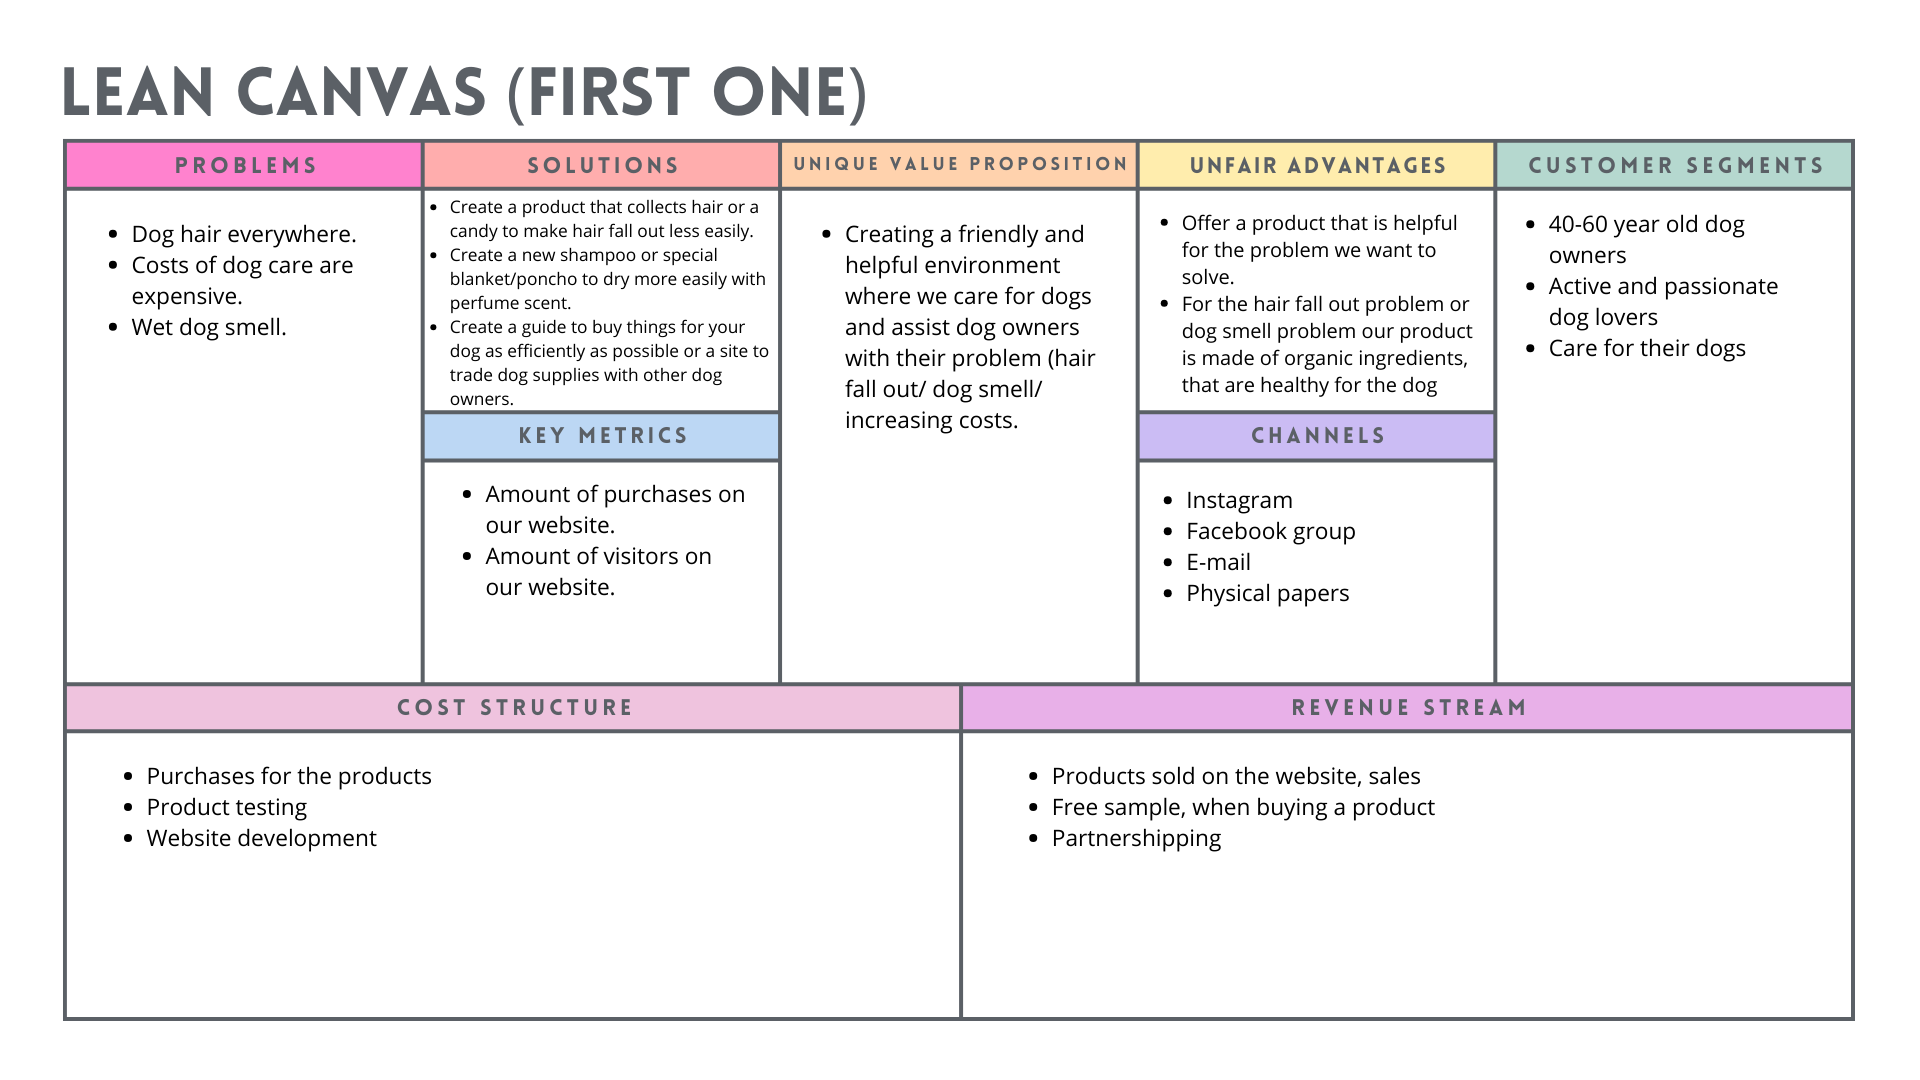 LEAN CANVAS (FIRST ONE)
PROBLEMS
Dog hair everywhere.
Costs of dog care are
expensive.
Wet dog smell.
SOLUTIONS
Create a product that collects hair or a
candy to make hair fall out less easily.
Create a new shampoo or special
blanket/poncho to dry more easily with
perfume scent.
Create a guide to buy things for your
dog as efficiently as possible or a site to
trade dog supplies with other dog
owners.
KEY METRICS
Amount of purchases on
our website.
Amount of visitors on
our website.
UNIQUE VALUE PROPOSITION
Creating a friendly and
helpful environment
where we care for dogs
and assist dog owners
with their problem (hair
fall out/ dog smell/
increasing costs.
UNFAIR ADVANTAGES
Offer a product that is helpful
for the problem we want to
solve.
For the hair fall out problem or
dog smell problem our product
is made of organic ingredients,
that are healthy for the dog
CHANNELS
Instagram
Facebook group
E-mail
Physical papers
CUSTOMER SEGMENTS
40-60 year old dog
owners
Active and passionate
dog lovers
Care for their dogs
COST STRUCTURE
Purchases for the products
Product testing
Website development
REVENUE STREAM
Products sold on the website, sales
Free sample, when buying a product
Partnershipping